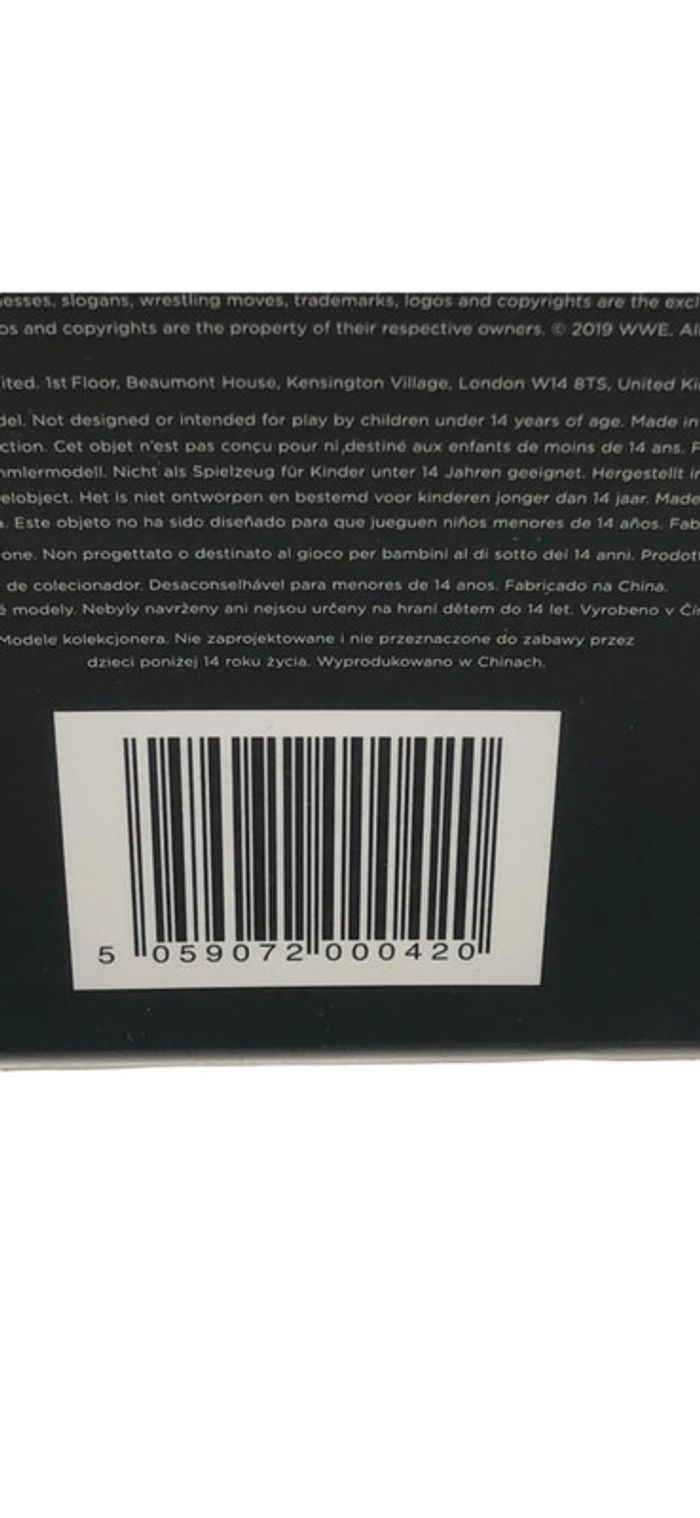 esses, slogans, wrestling moves, trademarks, logos and copyrights are the excl
os and copyrights are the property of their respective owners. © 2019 WWE. All
ited. 1st Floor, Beaumont House, Kensington Village, London W14 8TS, United Ki
del. Not designed or intended for play by children under 14 years of age. Made in
ction. Cet objet n'est pas conçu pour ni destiné aux enfants de moins de 14 ans. F
mlermodell. Nicht als Spielzeug für Kinder unter 14 Jahren geeignet. Hergestellt i
elobject. Het is niet ontworpen en bestemd voor kinderen jonger dan 14 jaar. Made
. Este objeto no ha sido diseñado para que jueguen niños menores de 14 años. Fab
one. Non progettato o destinato al gioco per bambini al di sotto dei 14 anni. Prodot
de colecionador. Desaconselhável para menores de 14 anos. Fabricado na China.
é modely. Nebyly navrženy ani nejsou určeny na hraní dětem do 14 let. Vyrobeno v Čí
Modele kolekcjonera. Nie zaprojektowane i nie przeznaczone do zabawy przez
dzieci poniżej 14 roku życia. Wyprodukowano w Chinach.
5 059072 000420